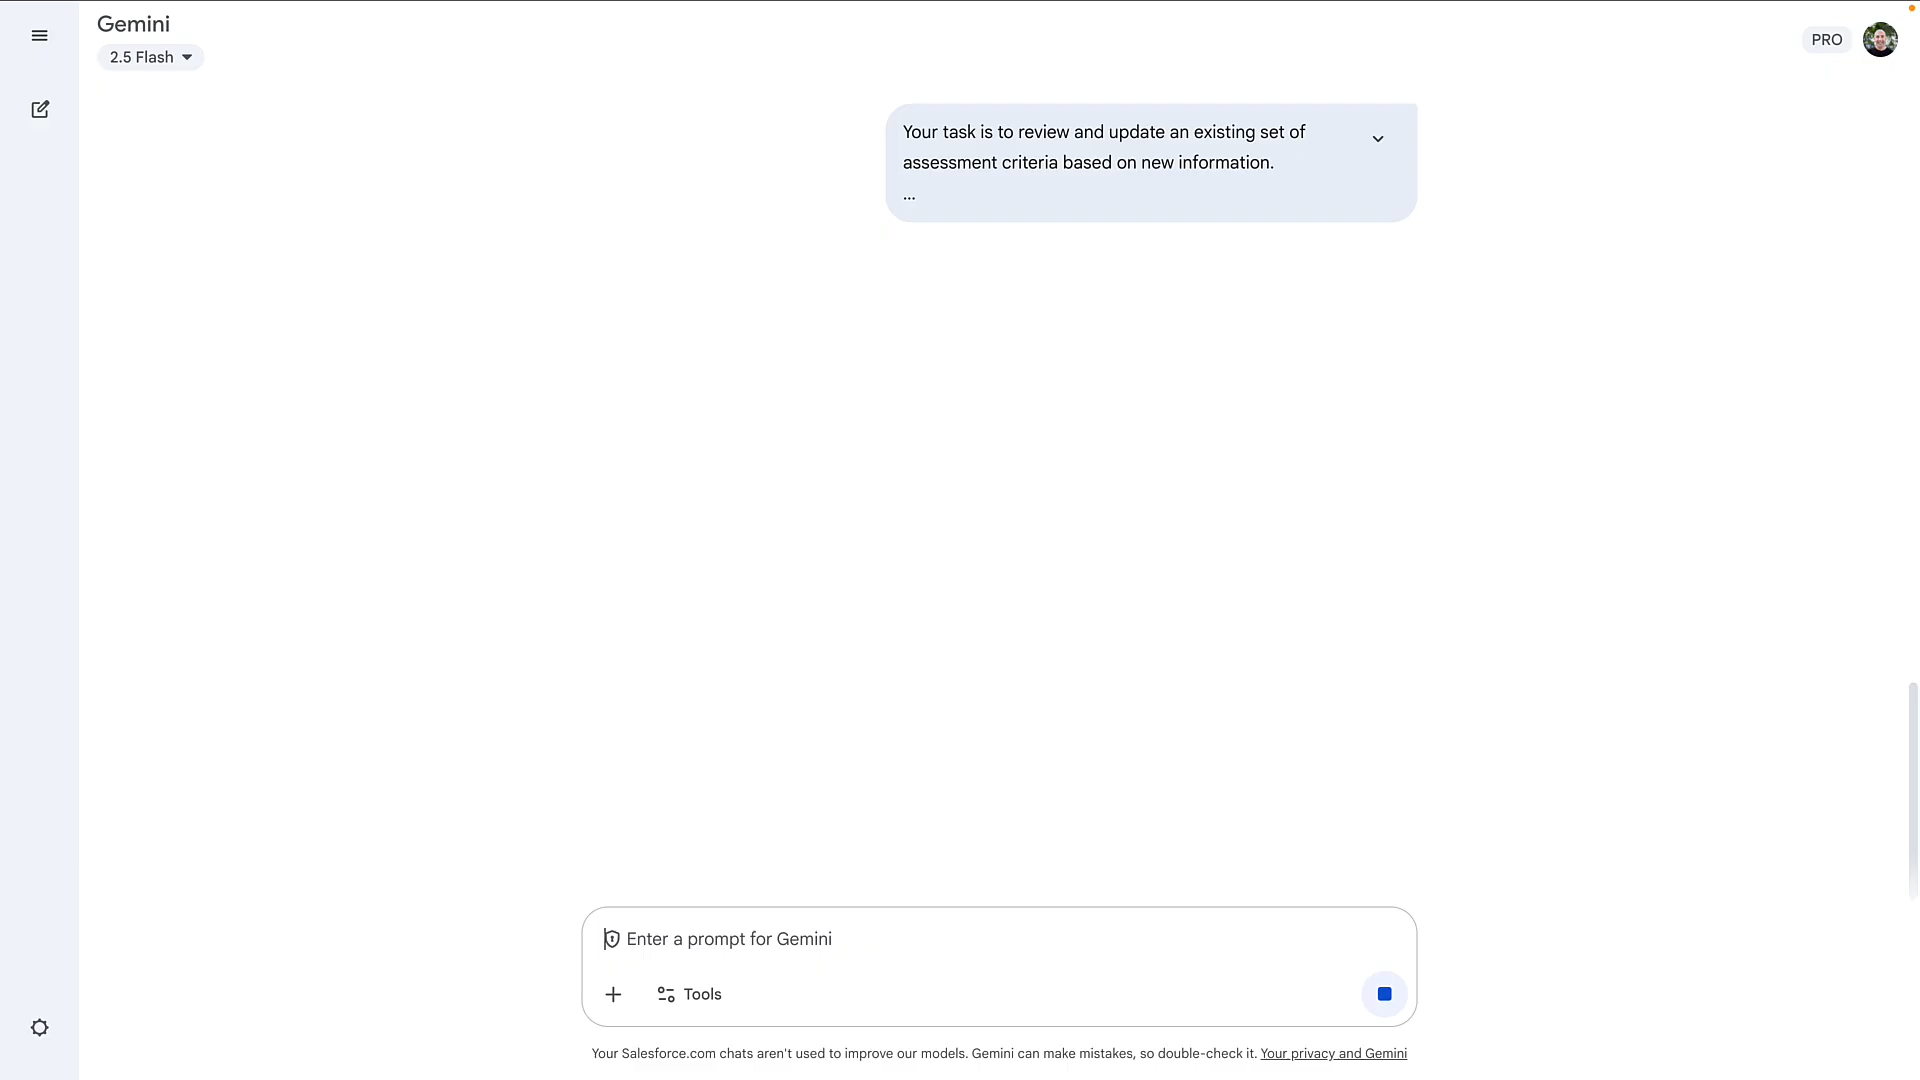 Gemini
2.5 Flash
PRO
Your task is to review and update an existing set of
assessment criteria based on new information.
...
Enter a prompt for Gemini
Tools
Your Salesforce.com chats aren't used to improve our models. Gemini can make mistakes, so double-check it. Your privacy and Gemini